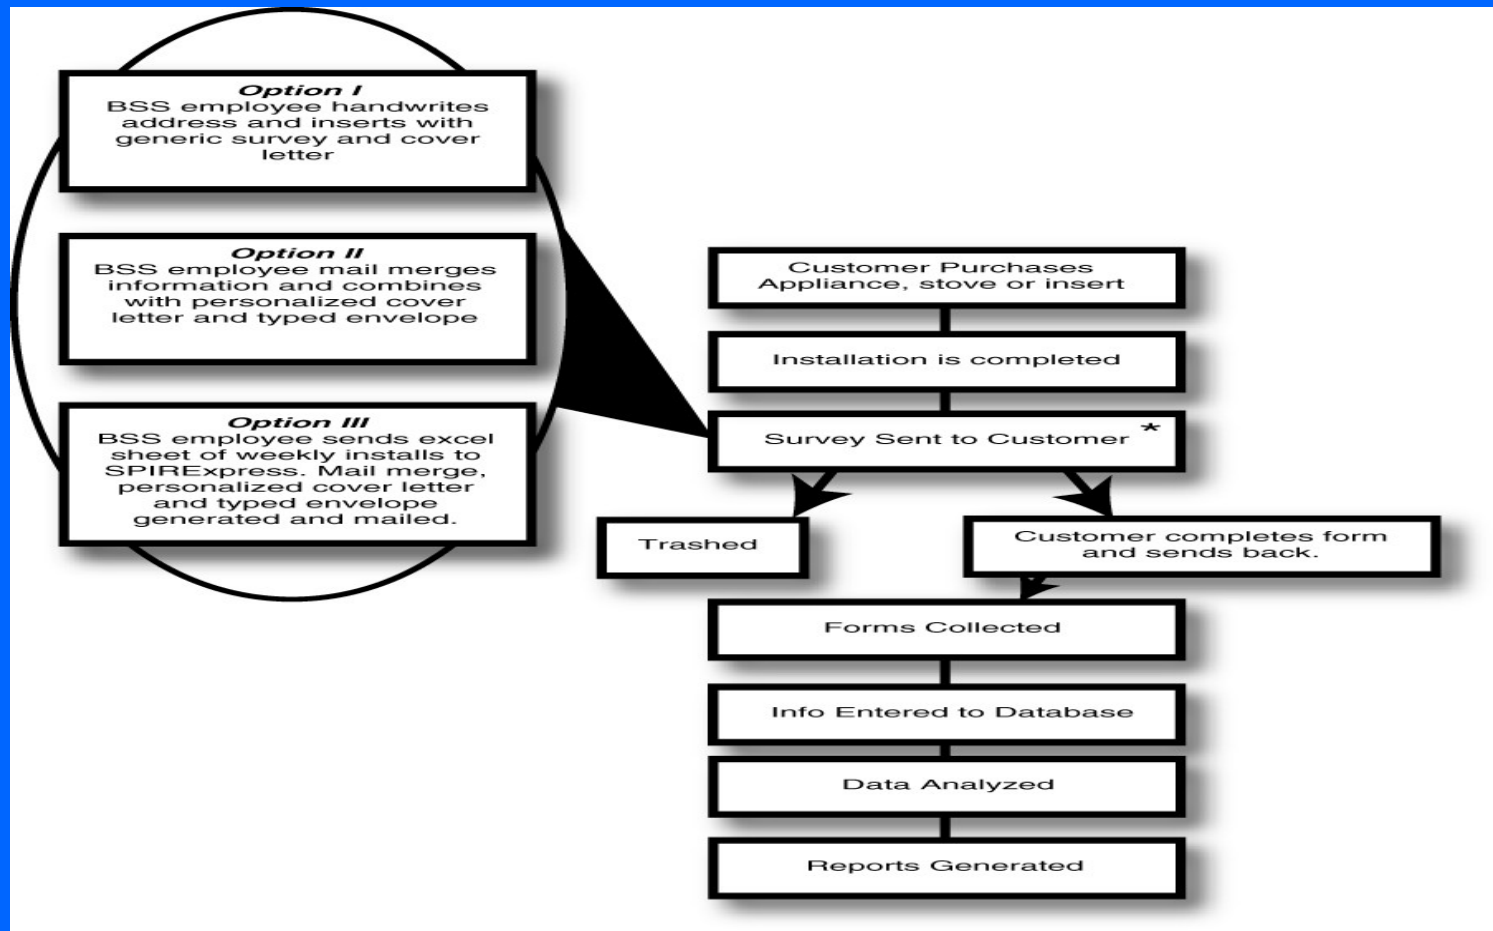 Option I
BSS employee handwrites
address and inserts with
generic survey and cover
letter
Option II
BSS employee mail merges
information and combines
with personalized cover
letter and typed envelope
Option III
BSS employee sends excel
sheet of weekly installs to
SPIRExpress. Mail merge,
personalized cover letter
and typed envelope
generated and mailed.
Customer Purchases
Appliance, stove or insert
Installation is completed
Survey Sent to Customer *
Trashed
Customer completes form
and sends back.
Forms Collected
Info Entered to Database
Data Analyzed
Reports Generated